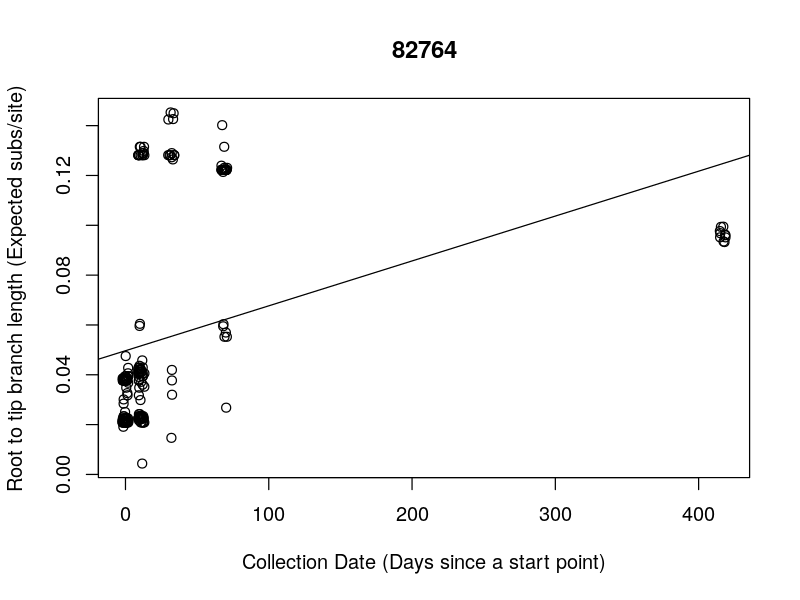 82764
Root to tip branch length (Expected subs/site)
0.12
0.08
0.04
0.00
0 100 200 300 400
Collection Date (Days since a start point)